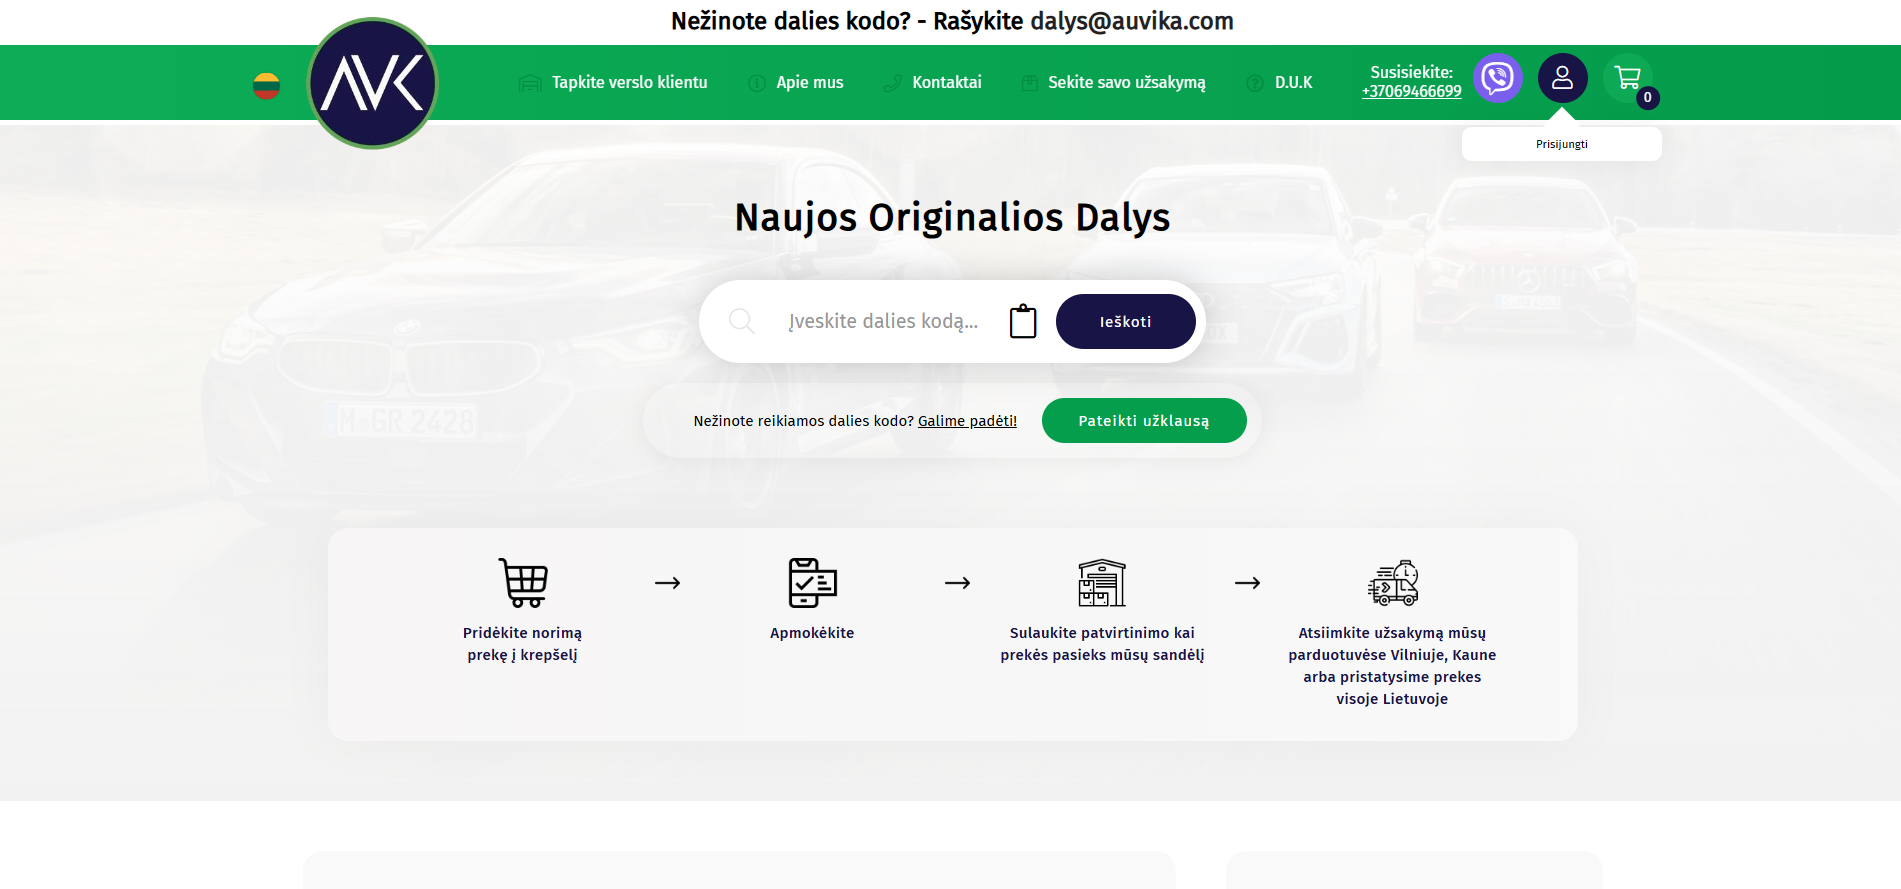 Nežinote dalies kodo? - Rašykite dalys@auvika.com
AVK
Tapkite verslo klientu
Apie mus
Kontaktai
Sekite savo užsakymą
D.U.K
Susisiekite:
+37069466699
0
Prisijungti
Naujos Originalios Dalys
Įveskite dalies kodą...
Ieškoti
Nežinote reikiamos dalies kodo? Galime padėti!
Pateikti užklausą
M GR 2428
Pridėkite norimą
prekę į krepšelį
Apmokėkite
Sulaukite patvirtinimo kai
prekės pasieks mūsų sandėlį
Atsiimkite užsakymą mūsų
parduotuvėse Vilniuje, Kaune
arba pristatysime prekes
visoje Lietuvoje